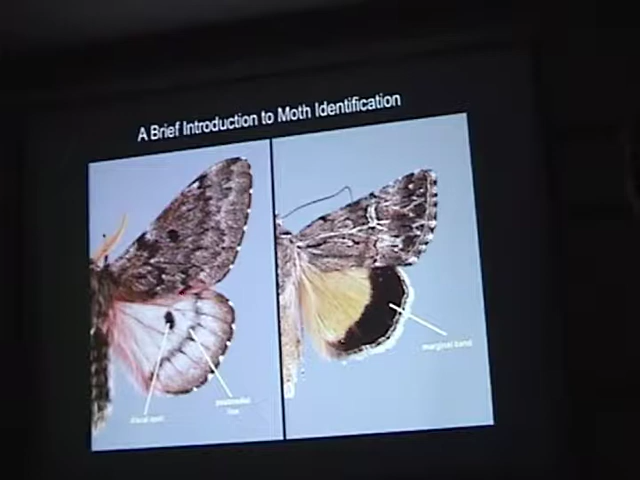 A Brief Introduction to Moth Identification
discal spot
postmedial
line
marginal band